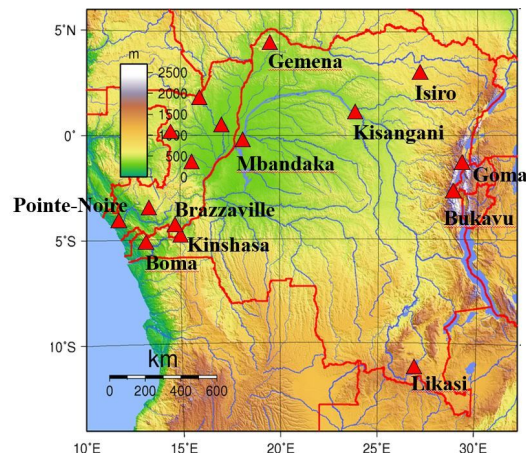 5°N
m
2500
2000
1500
1000
500
0
Gemena
Isiro
0°
Kisangani
Mbandaka
Goma
Pointe-Noire
Brazzaville
Bukavu
Kinshasa
5°S
Boma
10°S
km
0 200 400 600
Likasi
10°E 15°E 20°E 25°E 30°E